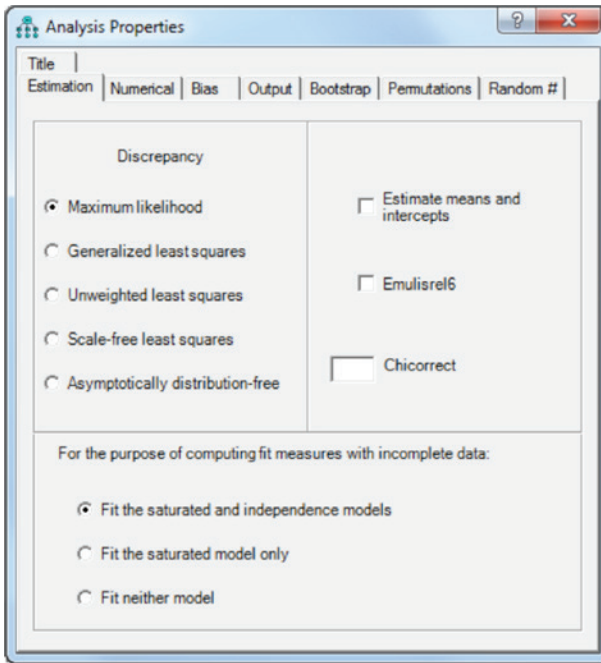 Analysis Properties
Title
Estimation Numerical Bias Output Bootstrap Permutations Random #
Discrepancy
Maximum likelihood
Generalized least squares
Unweighted least squares
Scale-free least squares
Asymptotically distribution-free
Estimate means and
intercepts
Emulisrel6
Chicorrect
For the purpose of computing fit measures with incomplete data:
Fit the saturated and independence models
Fit the saturated model only
Fit neither model